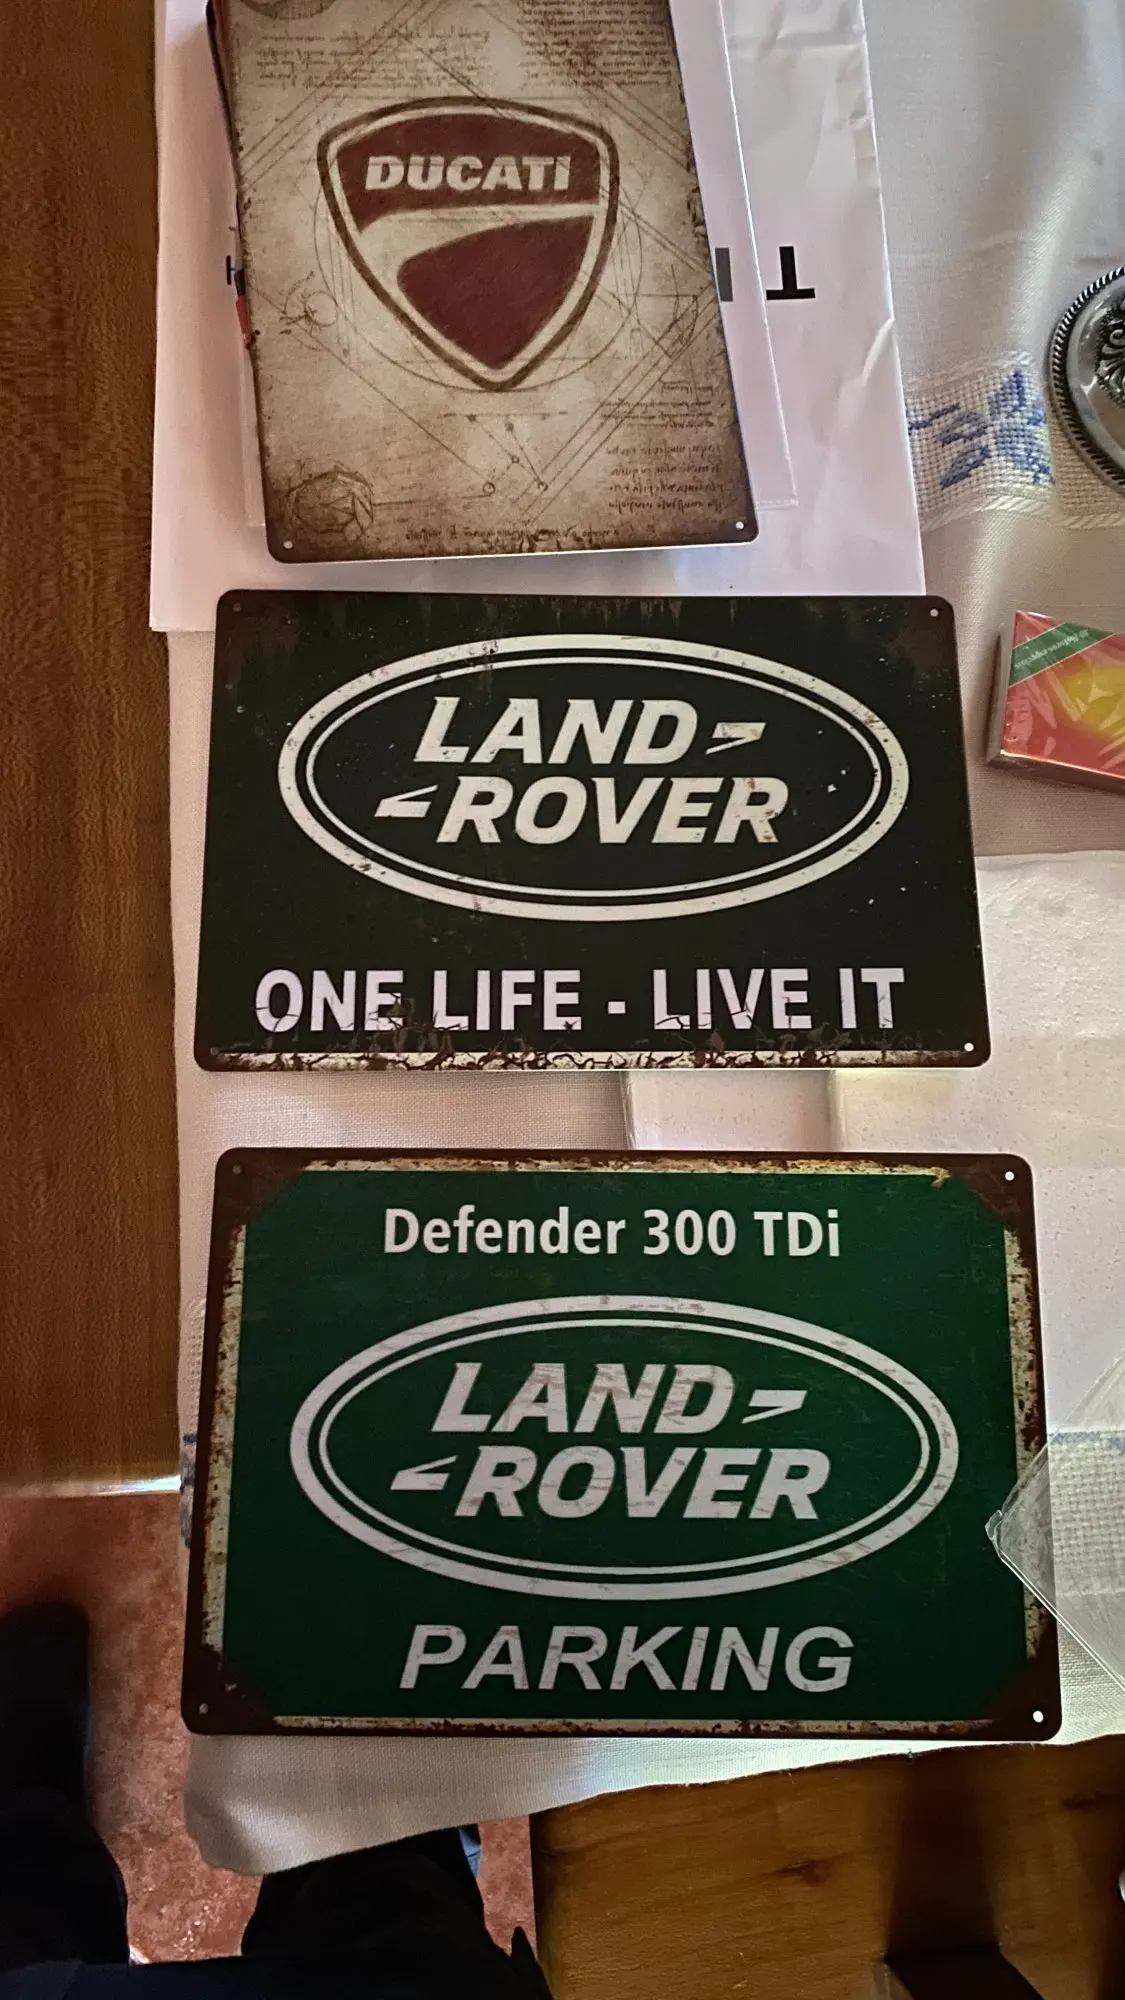 DUCATI
LAND
ROVER
ONE LIFE - LIVE IT
Defender 300 TDi
LAND
ROVER
PARKING